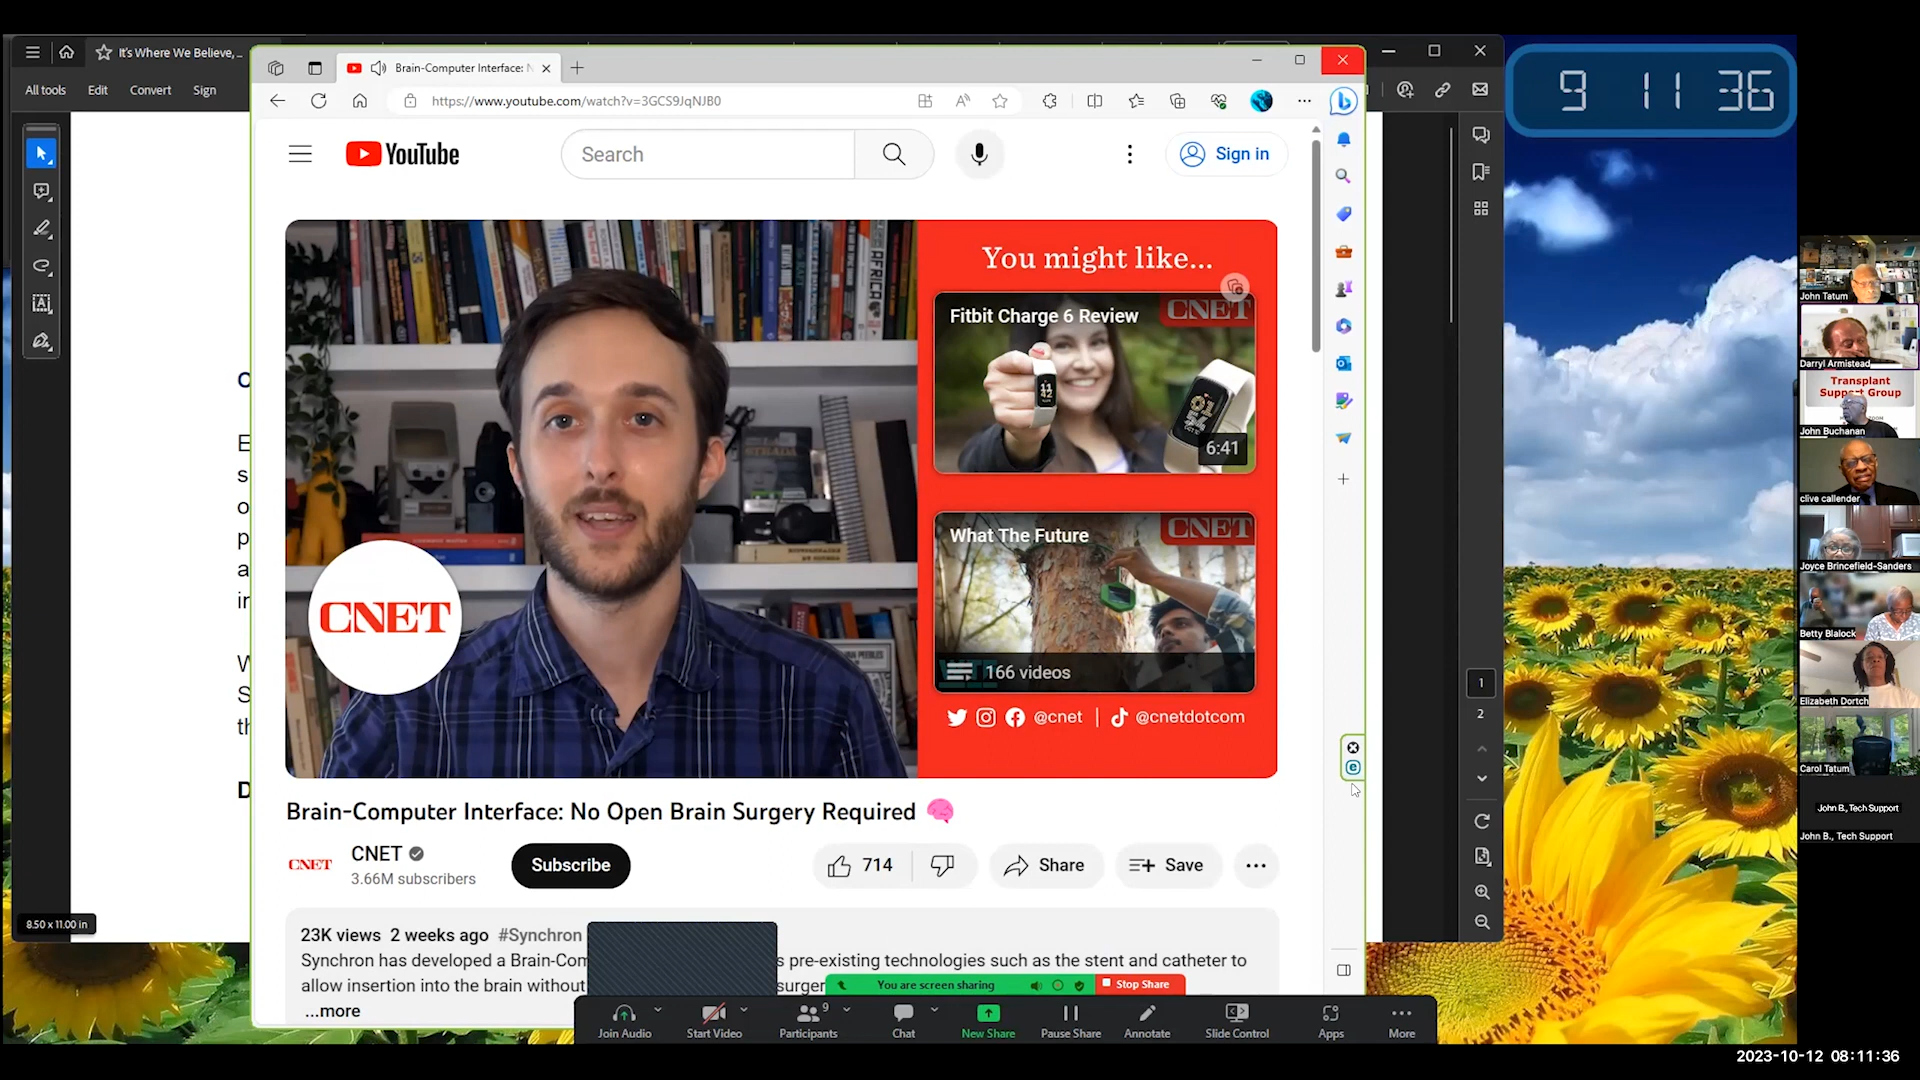 It's Where We Believe, ..
All tools
Edit
Convert
Sign
Brain-Computer Interface: N
https://www.youtube.com/watch?v=3GCS9JqNJB0
9 11 36
YouTube
Search
Sign in
You might like...
CNET
Fitbit Charge 6 Review
6:41
CNET
What The Future
166 videos
@cnet | @cnetdotcom
CNET
AFRICA
STRADA
Brain-Computer Interface: No Open Brain Surgery Required
CNET
CNET
3.66M subscribers
Subscribe
714
Share
Save
23K views 2 weeks ago #Synchron
Synchron has developed a Brain-Com
s pre-existing technologies such as the stent and catheter to
allow insertion into the brain without
surger
...more
You are screen sharing
Stop Share
Join Audio
Start Video
Participants
9
Chat
New Share
Pause Share
Annotate
Slide Control
Apps
More
8.50 x 11.00 in
1
2
John Tatum
Darryl Armistead
Transplant
Support Group
John Buchanan
clive callender
Joyce Brincefield-Sanders
Betty Blalock
Elizabeth Dortch
Carol Tatum
John B., Tech Support
John B., Tech Support
2023-10-12 08:11:36